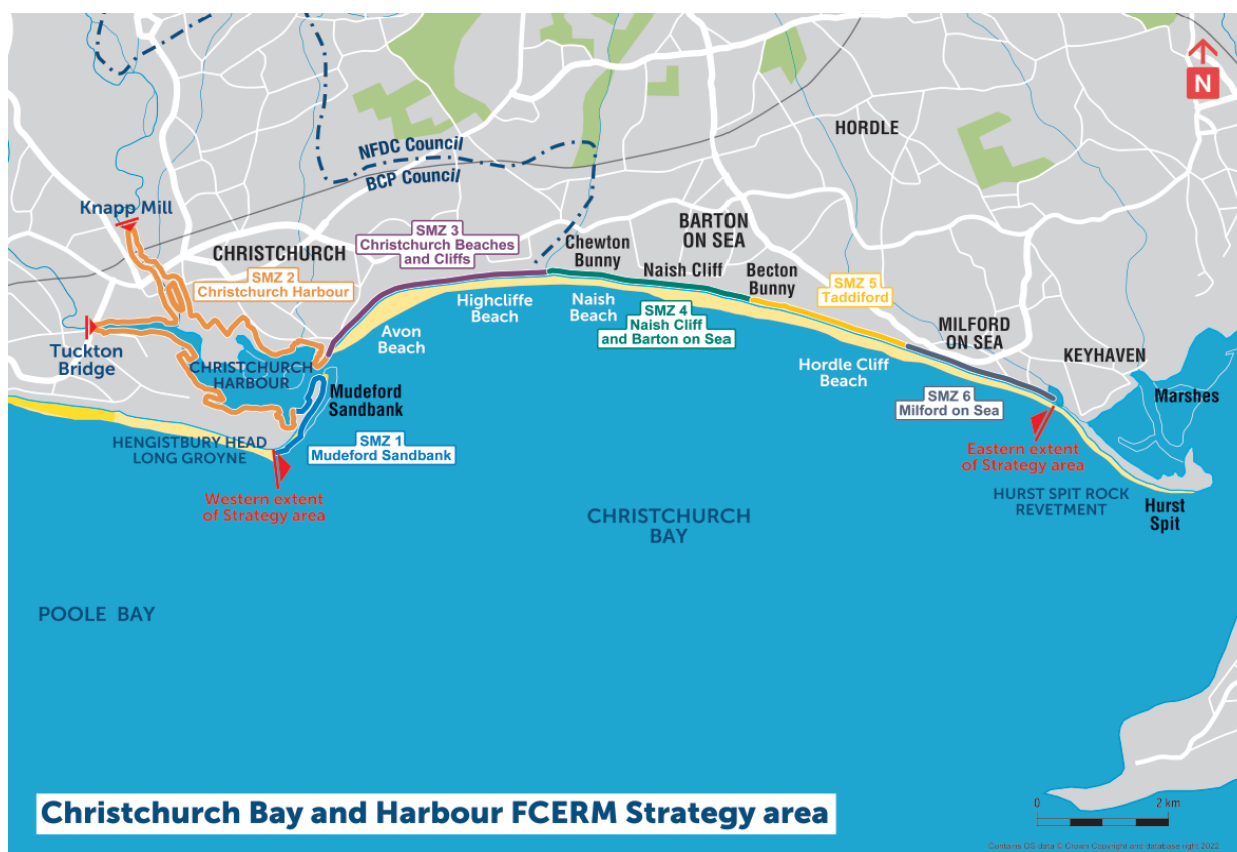 N
NFDC Council
BCP Council
HORDLE
Knapp Mill
CHRISTCHURCH
SMZ 2
Christchurch Harbour
SMZ 3
Christchurch Beaches
and Cliffs
Chewton
Bunny
BARTON
ON SEA
Naish Cliff
Becton
Bunny
SMZ 5
Taddiford
Highcliffe
Beach
Naish
Beach
SMZ 4
Naish Cliff
and Barton on Sea
Avon
Beach
MILFORD
ON SEA
KEYHAVEN
Tuckton
Bridge
CHRISTCHURCH
HARBOUR
Hordle Cliff
Beach
Mudeford
Sandbank
SMZ 6
Milford on Sea
Marshes
HENGISTBURY HEAD
LONG GROYNE
SMZ 1
Mudeford Sandbank
Eastern extent
of Strategy area
Western extent
of Strategy area
HURST SPIT ROCK
REVETMENT
Hurst
Spit
CHRISTCHURCH
BAY
POOLE BAY
Christchurch Bay and Harbour FCERM Strategy area
0 2 km
Contains OS data © Crown Copyright and database right 2022